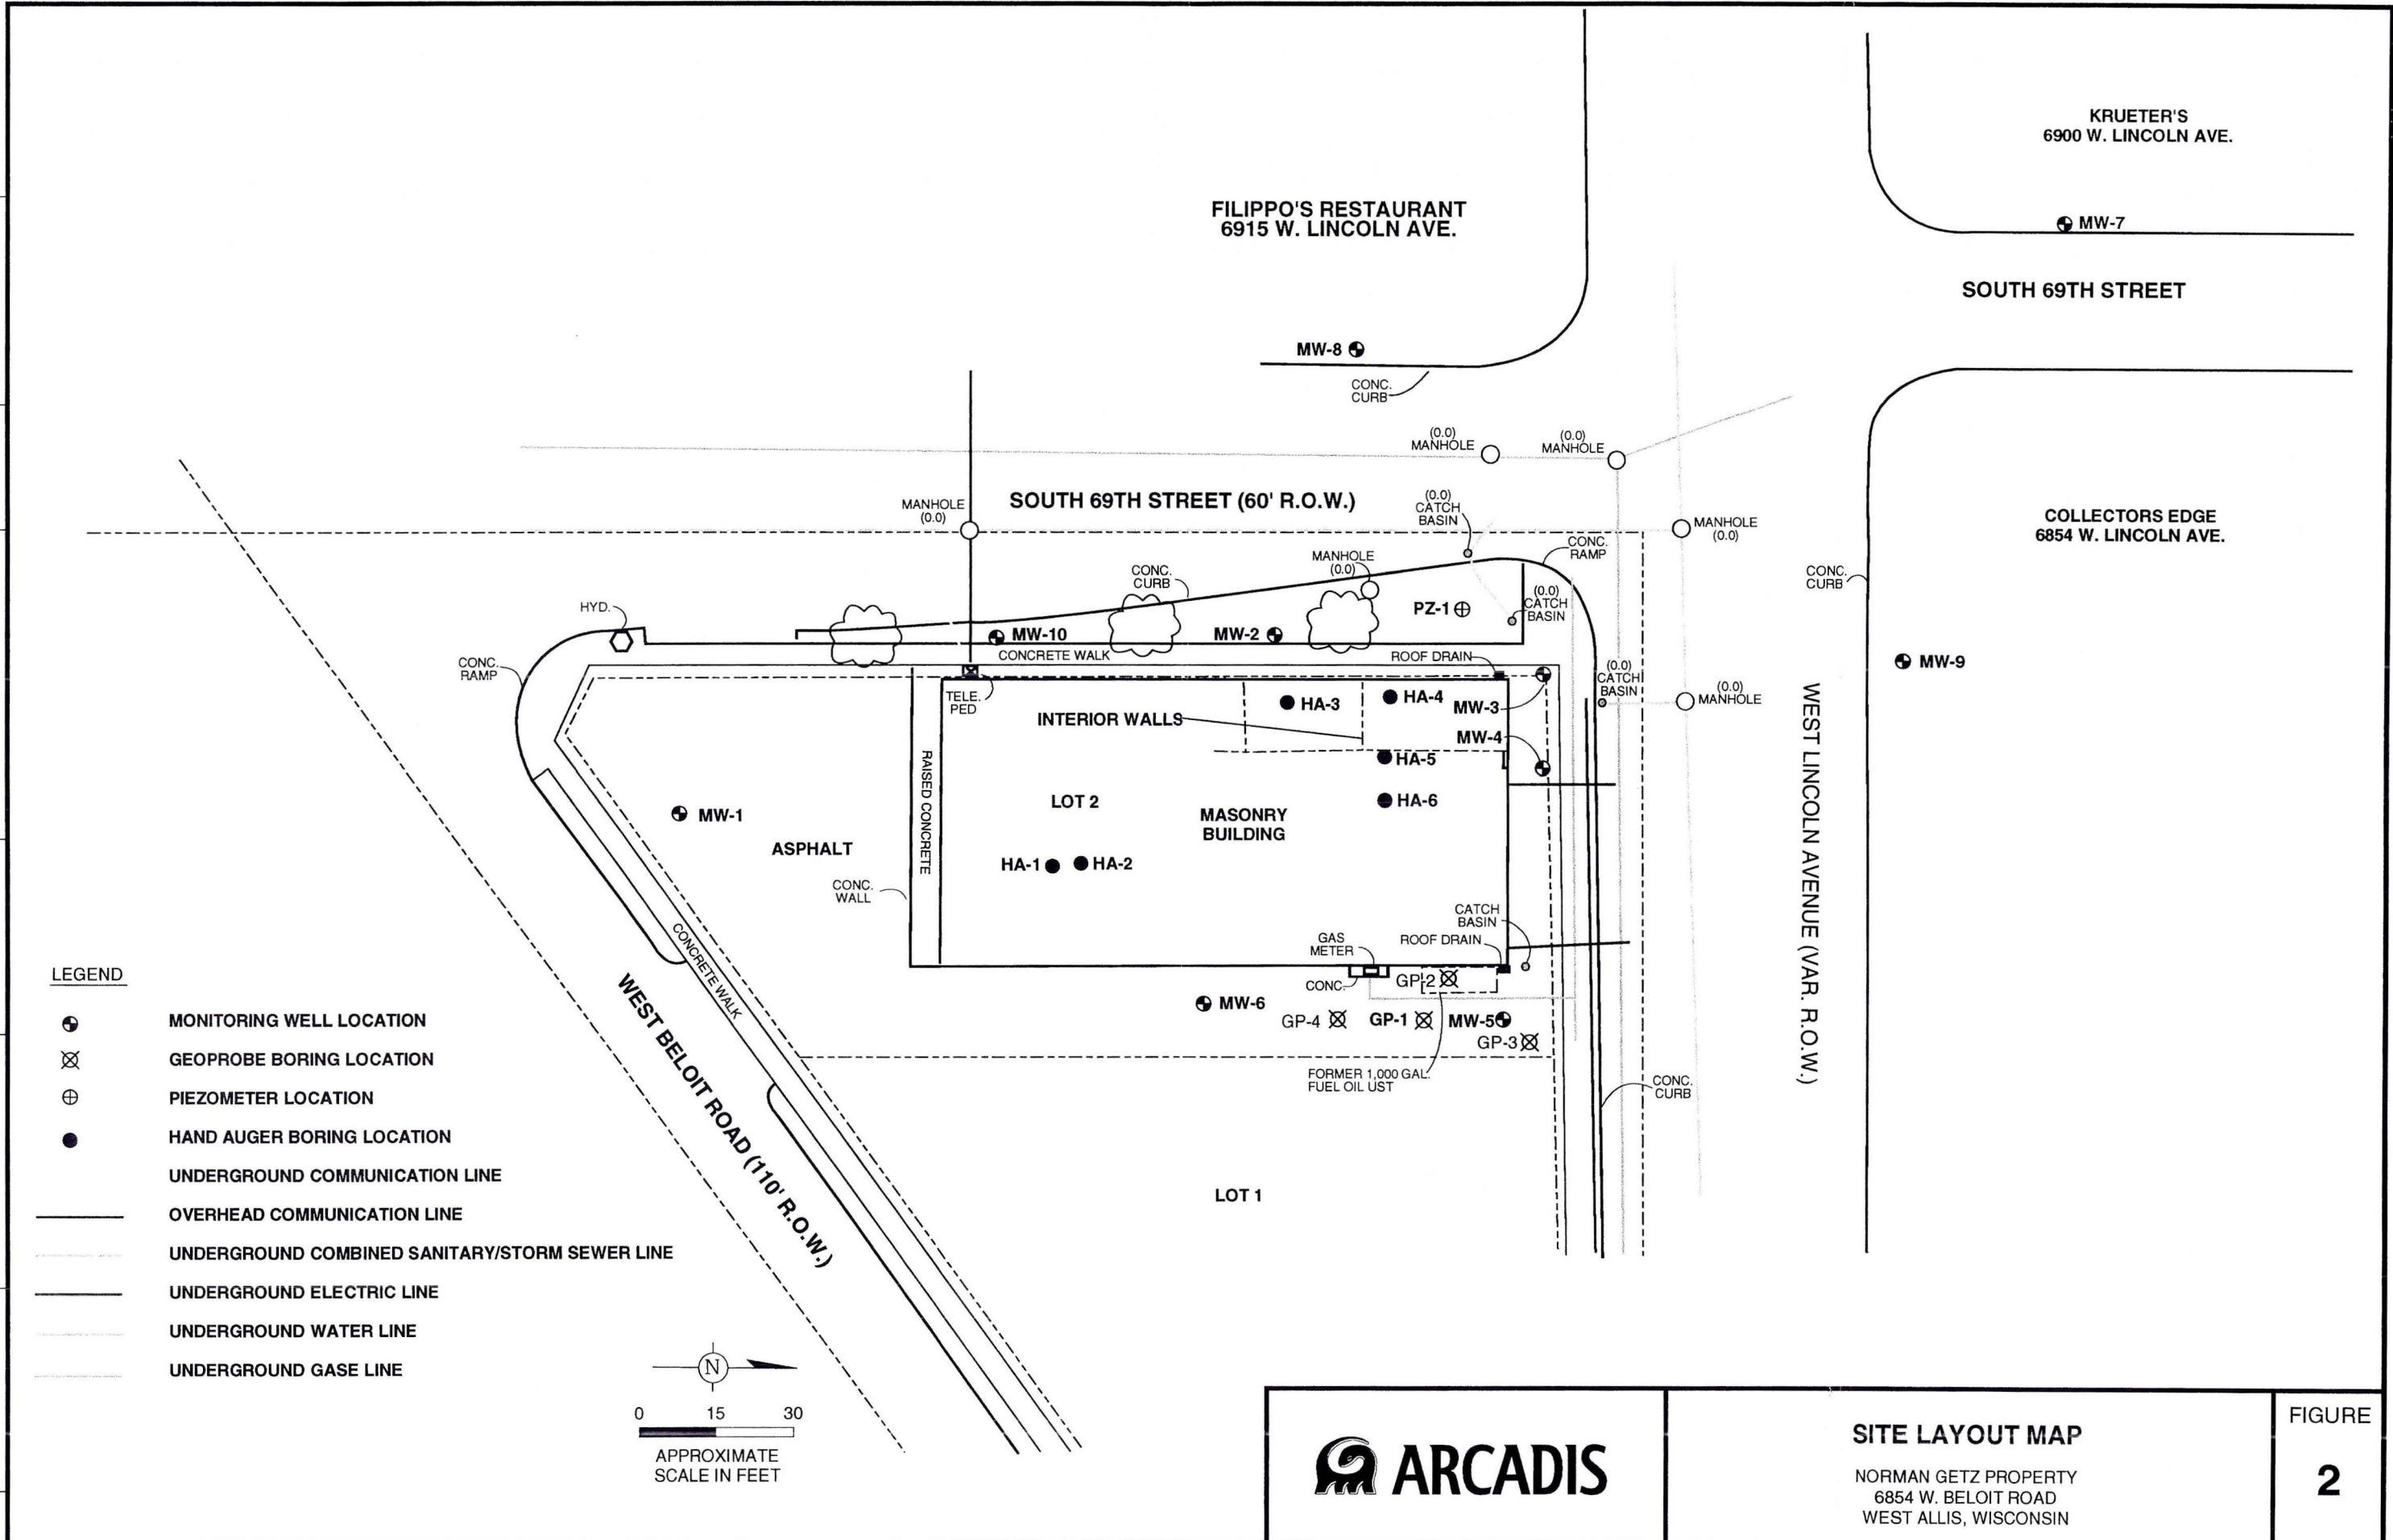 KRUETER'S
6900 W. LINCOLN AVE.
FILIPPO'S RESTAURANT
6915 W. LINCOLN AVE.
MW-7
SOUTH 69TH STREET
MW-8
CONC.
CURB
(0.0)
MANHOLE
(0.0)
MANHOLE
MANHOLE
(0.0)
SOUTH 69TH STREET (60' R.O.W.)
(0.0)
CATCH
BASIN
MANHOLE
(0.0)
COLLECTORS EDGE
6854 W. LINCOLN AVE.
CONC.
RAMP
MANHOLE
(0.0)
CONC.
CURB
CONC.
CURB
HYD.
PZ-1
(0.0)
CATCH
BASIN
MW-10
MW-2
CONCRETE WALK
ROOF DRAIN
CONC.
RAMP
(0.0)
CATCH
BASIN
(0.0)
MANHOLE
MW-9
TELE.
PED
HA-3
HA-4
MW-3
INTERIOR WALLS
MW-4
HA-5
HA-6
RAISED CONCRETE
LOT 2
MASONRY
BUILDING
MW-1
ASPHALT
HA-1
HA-2
CONC.
WALL
WEST LINCOLN AVENUE (VAR. R.O.W.)
CATCH
BASIN
GAS
METER
ROOF DRAIN
CONC.
GP-2
CONCRETE WALK
WEST BELOIT ROAD (110' R.O.W.)
MW-6
GP-4
GP-1
MW-5
GP-3
FORMER 1,000 GAL.
FUEL OIL UST
CONC.
CURB
LOT 1
LEGEND
MONITORING WELL LOCATION
GEOPROBE BORING LOCATION
PIEZOMETER LOCATION
HAND AUGER BORING LOCATION
UNDERGROUND COMMUNICATION LINE
OVERHEAD COMMUNICATION LINE
UNDERGROUND COMBINED SANITARY/STORM SEWER LINE
UNDERGROUND ELECTRIC LINE
UNDERGROUND WATER LINE
UNDERGROUND GASE LINE
N
0 15 30
APPROXIMATE
SCALE IN FEET
ARCADIS
SITE LAYOUT MAP
NORMAN GETZ PROPERTY
6854 W. BELOIT ROAD
WEST ALLIS, WISCONSIN
FIGURE
2